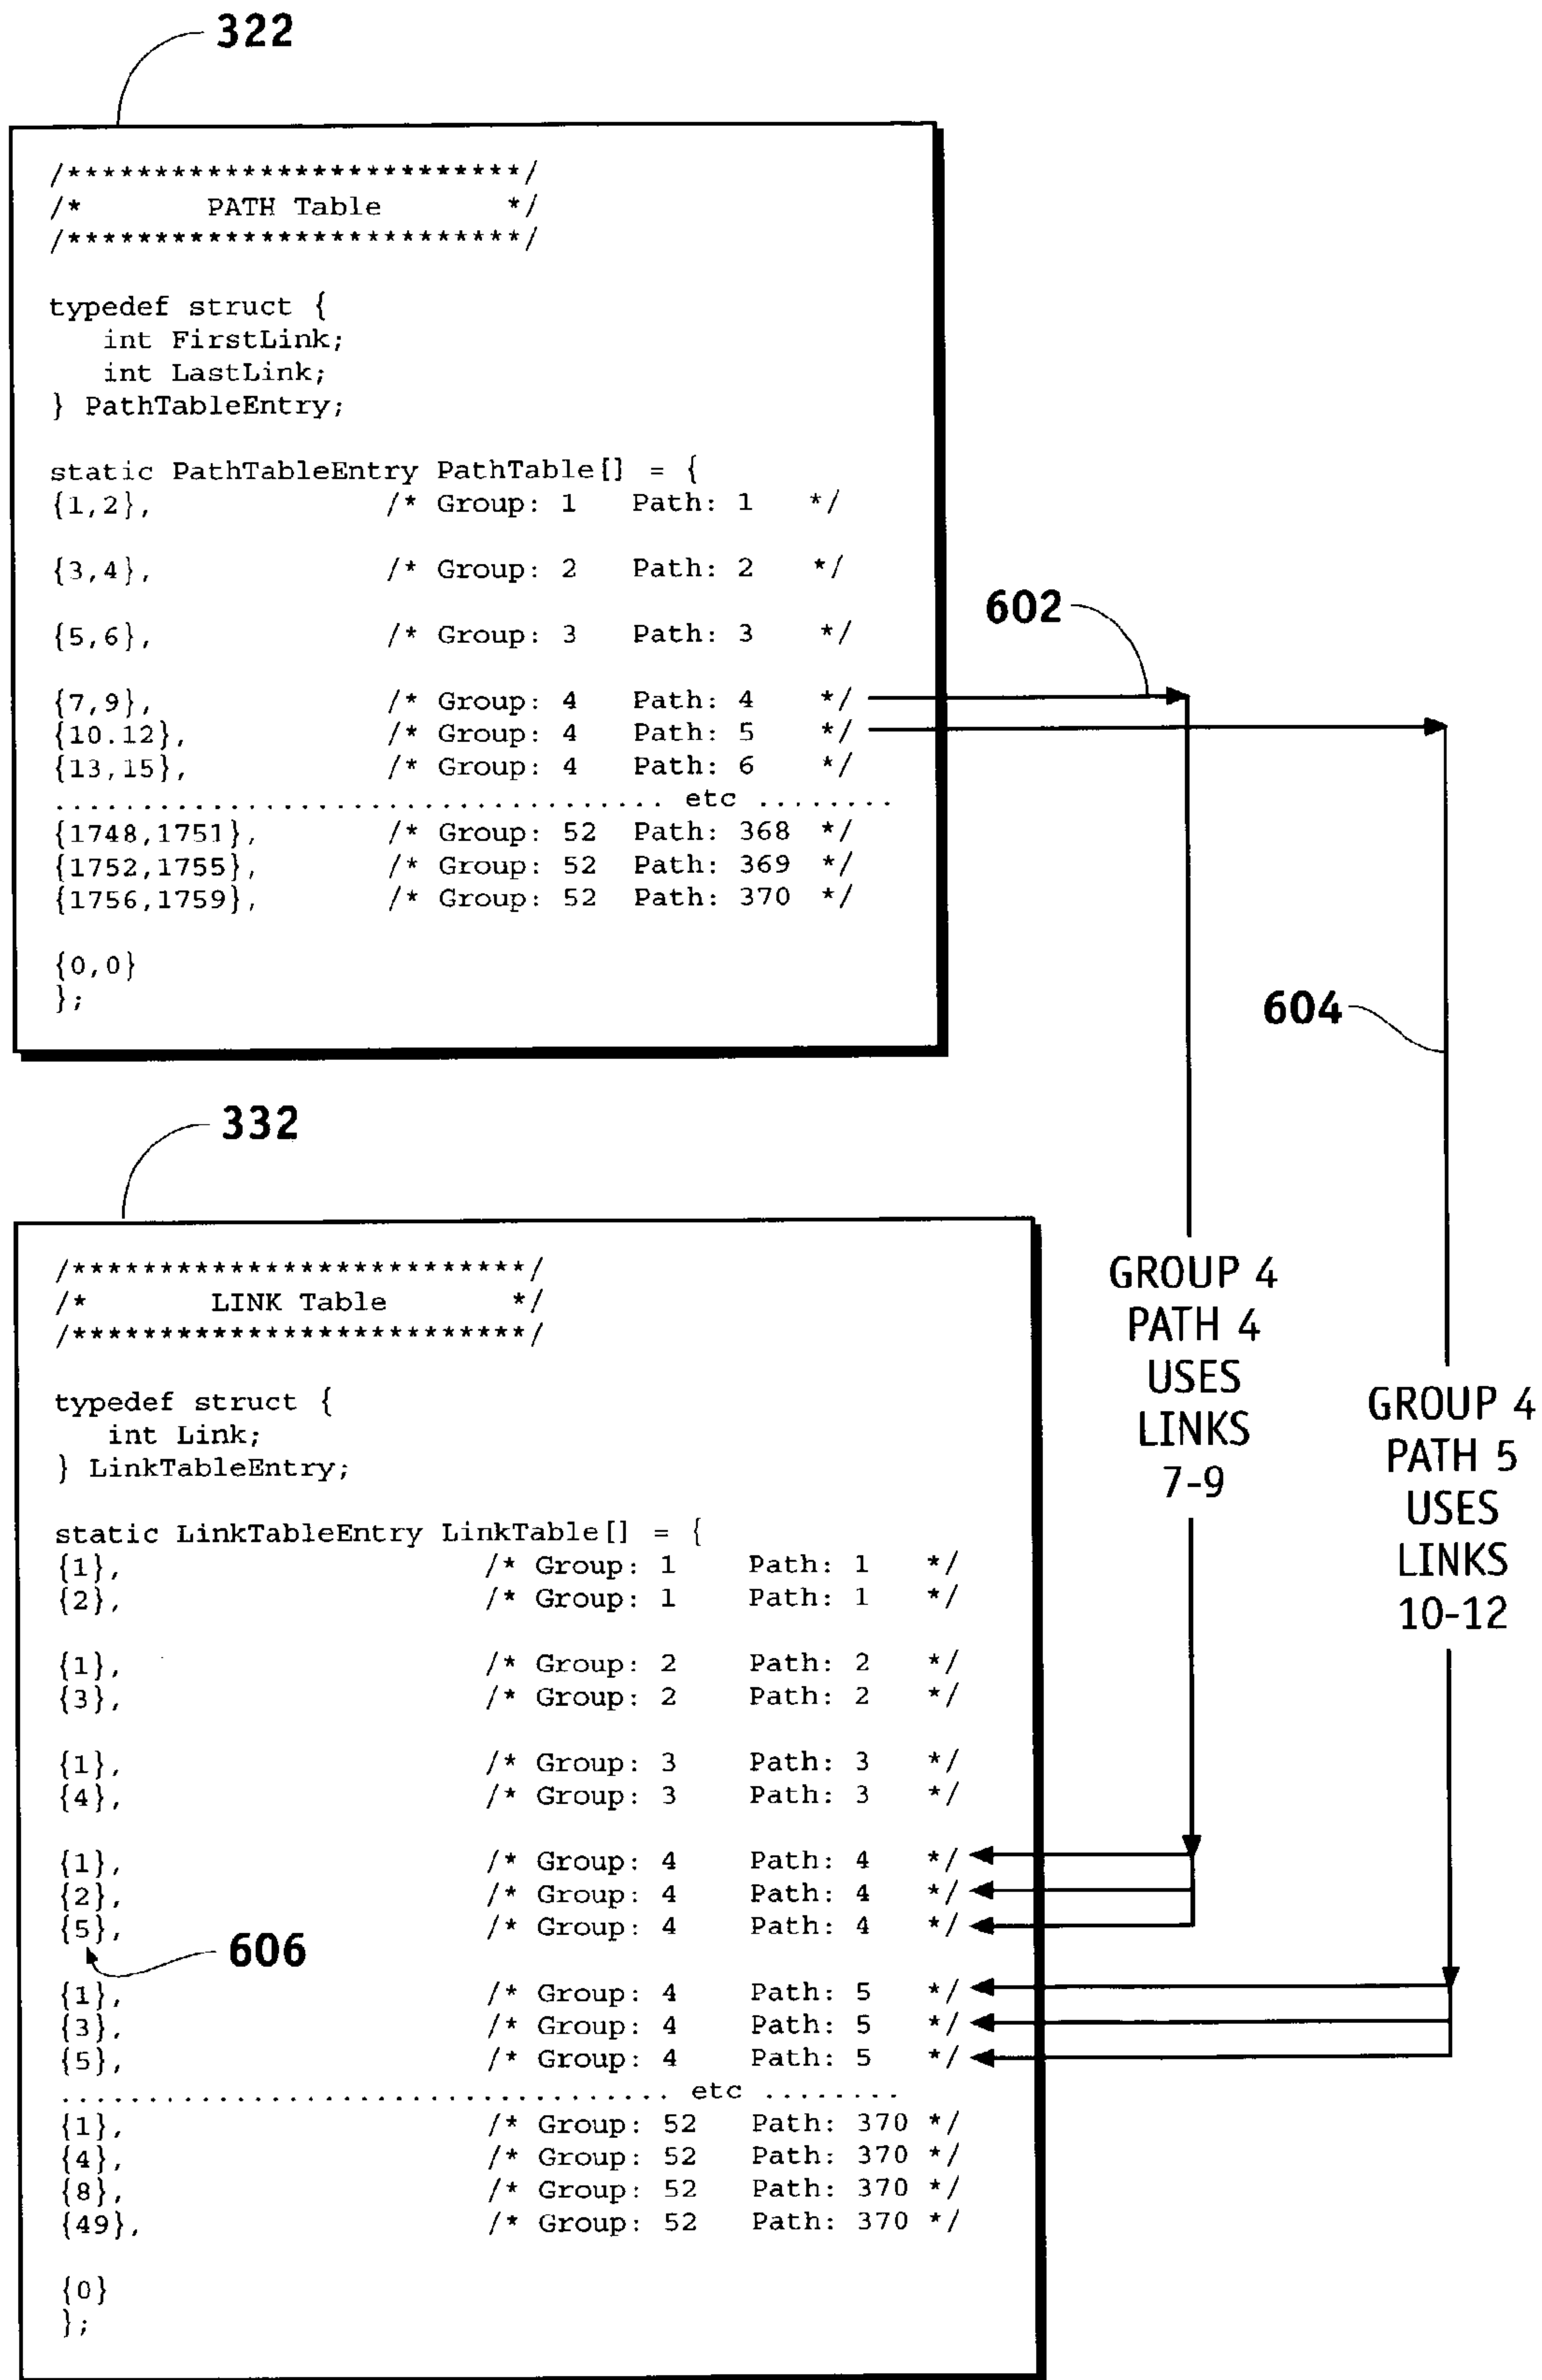 322
/**************************/
/* PATH Table */
/**************************/
typedef struct {
int FirstLink;
int LastLink;
} PathTableEntry;
static PathTableEntry PathTable[] = {
{1,2}, /* Group: 1 Path: 1 */
{3,4}, /* Group: 2 Path: 2 */
{5,6}, /* Group: 3 Path: 3 */
{7,9}, /* Group: 4 Path: 4 */
{10.12}, /* Group: 4 Path: 5 */
{13,15}, /* Group: 4 Path: 6 */
................................... etc ........
{1748,1751}, /* Group: 52 Path: 368 */
{1752,1755}, /* Group: 52 Path: 369 */
{1756,1759}, /* Group: 52 Path: 370 */
{0,0}
};
602
604
GROUP 4
PATH 4
USES
LINKS
7-9
GROUP 4
PATH 5
USES
LINKS
10-12
332
/**************************/
/* LINK Table */
/**************************/
typedef struct {
int Link;
} LinkTableEntry;
static LinkTableEntry LinkTable[] = {
{1}, /* Group: 1 Path: 1 */
{2}, /* Group: 1 Path: 1 */
{1}, /* Group: 2 Path: 2 */
{3}, /* Group: 2 Path: 2 */
{1}, /* Group: 3 Path: 3 */
{4}, /* Group: 3 Path: 3 */
{1}, /* Group: 4 Path: 4 */
{2}, /* Group: 4 Path: 4 */
{5}, /* Group: 4 Path: 4 */
606
{1}, /* Group: 4 Path: 5 */
{3}, /* Group: 4 Path: 5 */
{5}, /* Group: 4 Path: 5 */
................................... etc ........
{1}, /* Group: 52 Path: 370 */
{4}, /* Group: 52 Path: 370 */
{8}, /* Group: 52 Path: 370 */
{49}, /* Group: 52 Path: 370 */
{0}
};